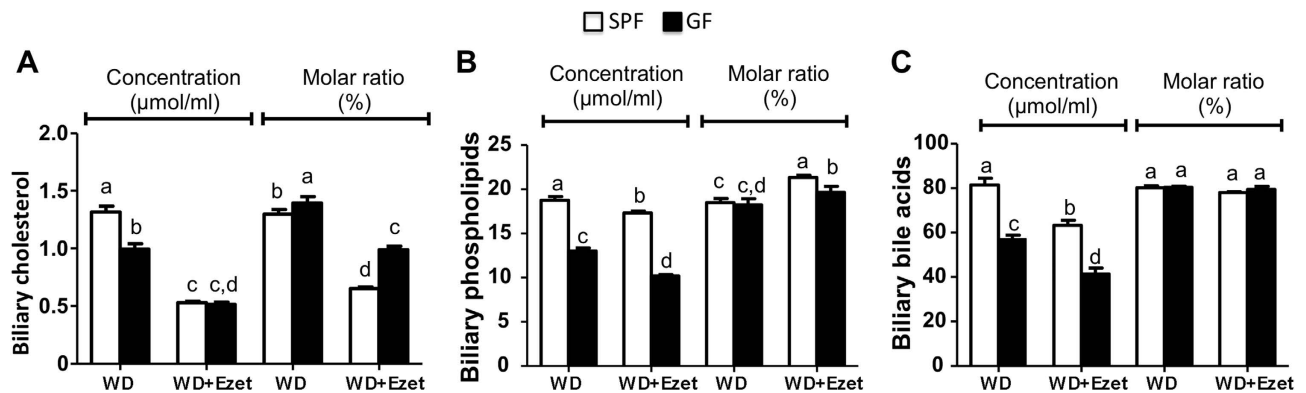 SPF GF
A
Concentration
(µmol/ml)
Molar ratio
(%)
Biliary cholesterol
2.0
1.5
1.0
0.5
0
a
b
c
c,d
b
a
d
c
WD
WD+Ezet
WD
WD+Ezet
B
Concentration
(µmol/ml)
Molar ratio
(%)
Biliary phospholipids
25
20
15
10
5
0
a
c
b
d
c
c,d
a
b
WD
WD+Ezet
WD
WD+Ezet
C
Concentration
(µmol/ml)
Molar ratio
(%)
Biliary bile acids
100
80
60
40
20
0
a
c
b
d
a
a
a
a
WD
WD+Ezet
WD
WD+Ezet